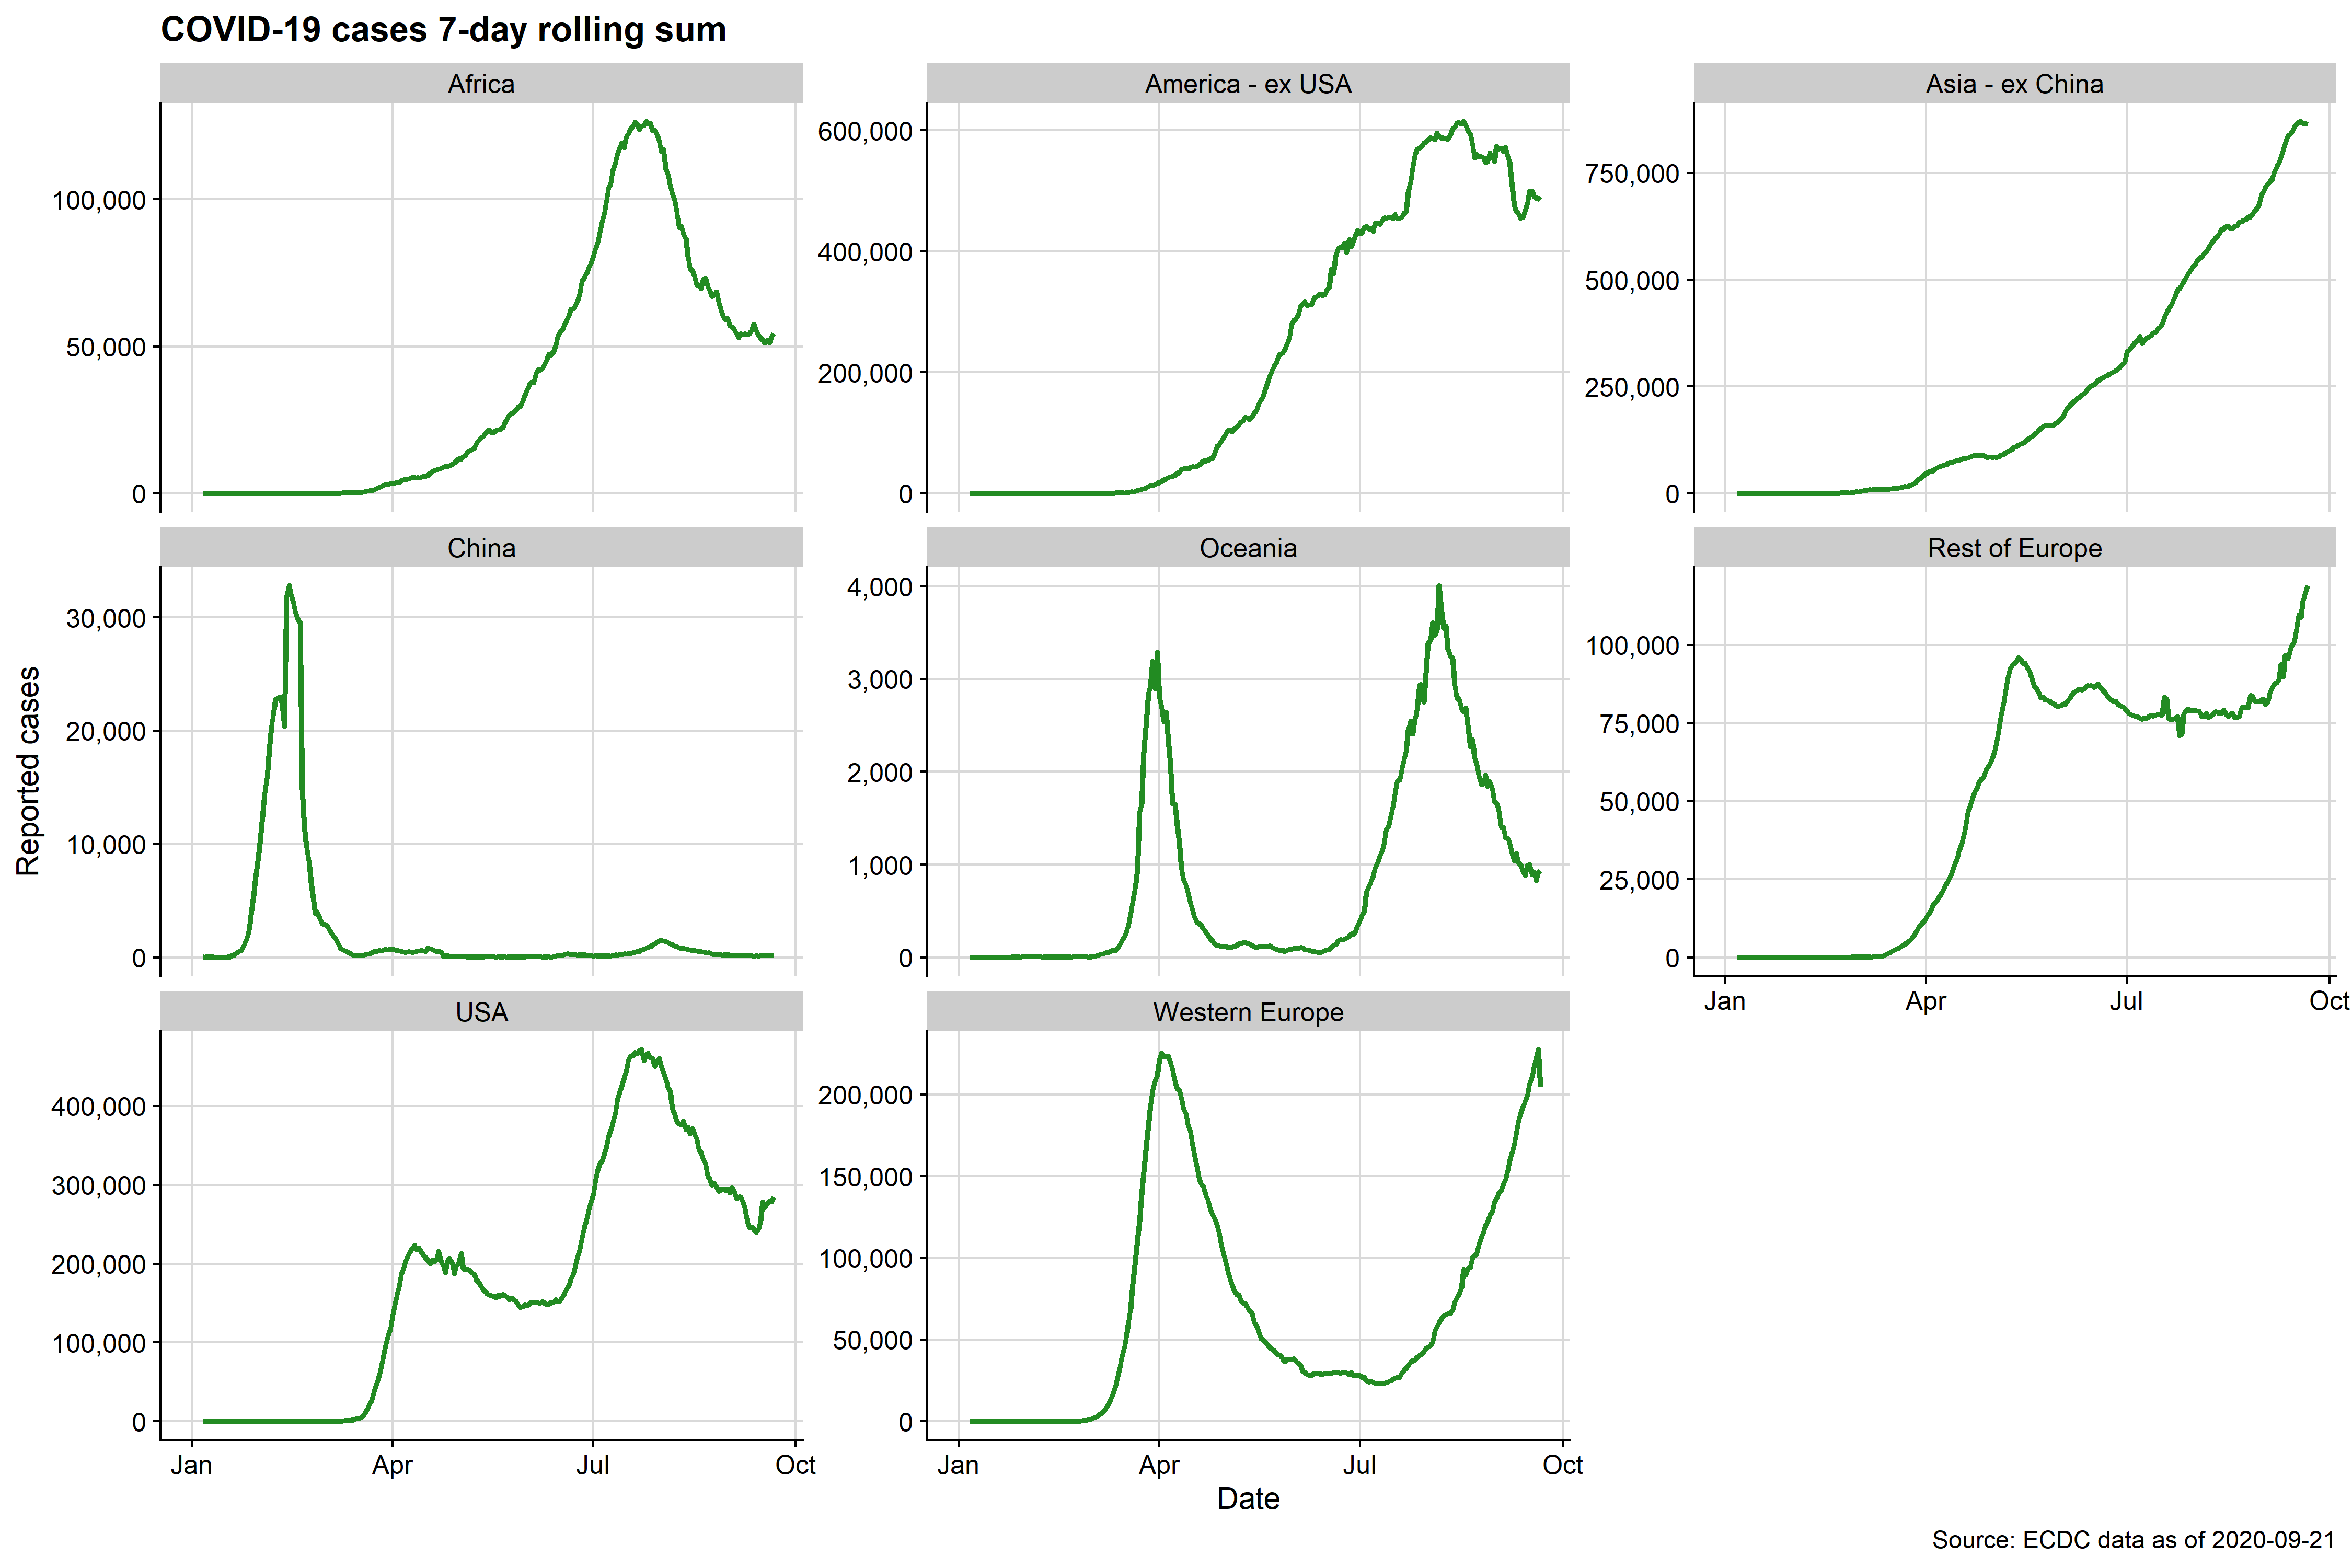 COVID-19 cases 7-day rolling sum
Africa
America - ex USA
Asia - ex China
100,000
50,000
0
600,000
400,000
200,000
0
750,000
500,000
250,000
0
China
Oceania
Rest of Europe
30,000
20,000
10,000
0
4,000
3,000
2,000
1,000
0
100,000
75,000
50,000
25,000
0
Jan Apr Jul Oct
Reported cases
USA
Western Europe
400,000
300,000
200,000
100,000
0
200,000
150,000
100,000
50,000
0
Jan Apr Jul Oct
Jan Apr Jul Oct
Date
Source: ECDC data as of 2020-09-21